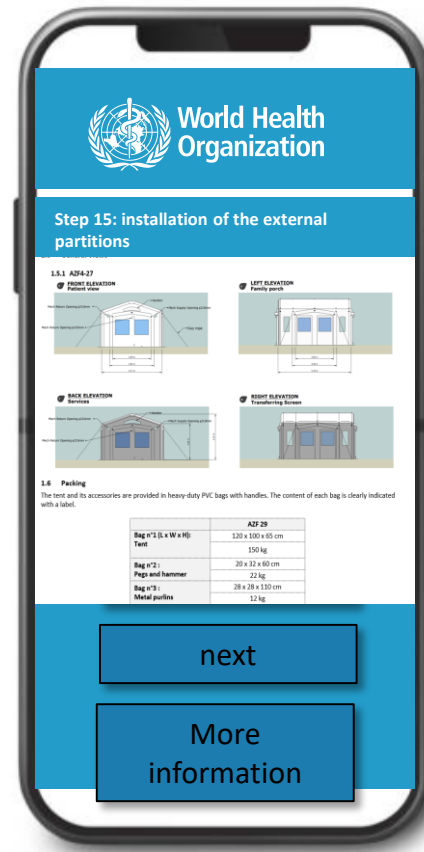 World Health
Organization
Step 15: installation of the external
partitions
1.5.1 AZF4-27
FRONT ELEVATION
Patient view
LEFT ELEVATION
Family porch
BACK ELEVATION
Services
RIGHT ELEVATION
Transferring Screen
1.6 Packing
The tent and its accessories are provided in heavy-duty PVC bags with handles. The content of each bag is clearly indicated
with a label.
AZF 29
Bag n°1 (L x W x H):
Tent
120 x 100 x 65 cm
150 kg
Bag n°2 :
Pegs and hammer
20 x 32 x 60 cm
22 kg
Bag n°3 :
Metal purlins
28 x 28 x 110 cm
12 kg
next
More
information